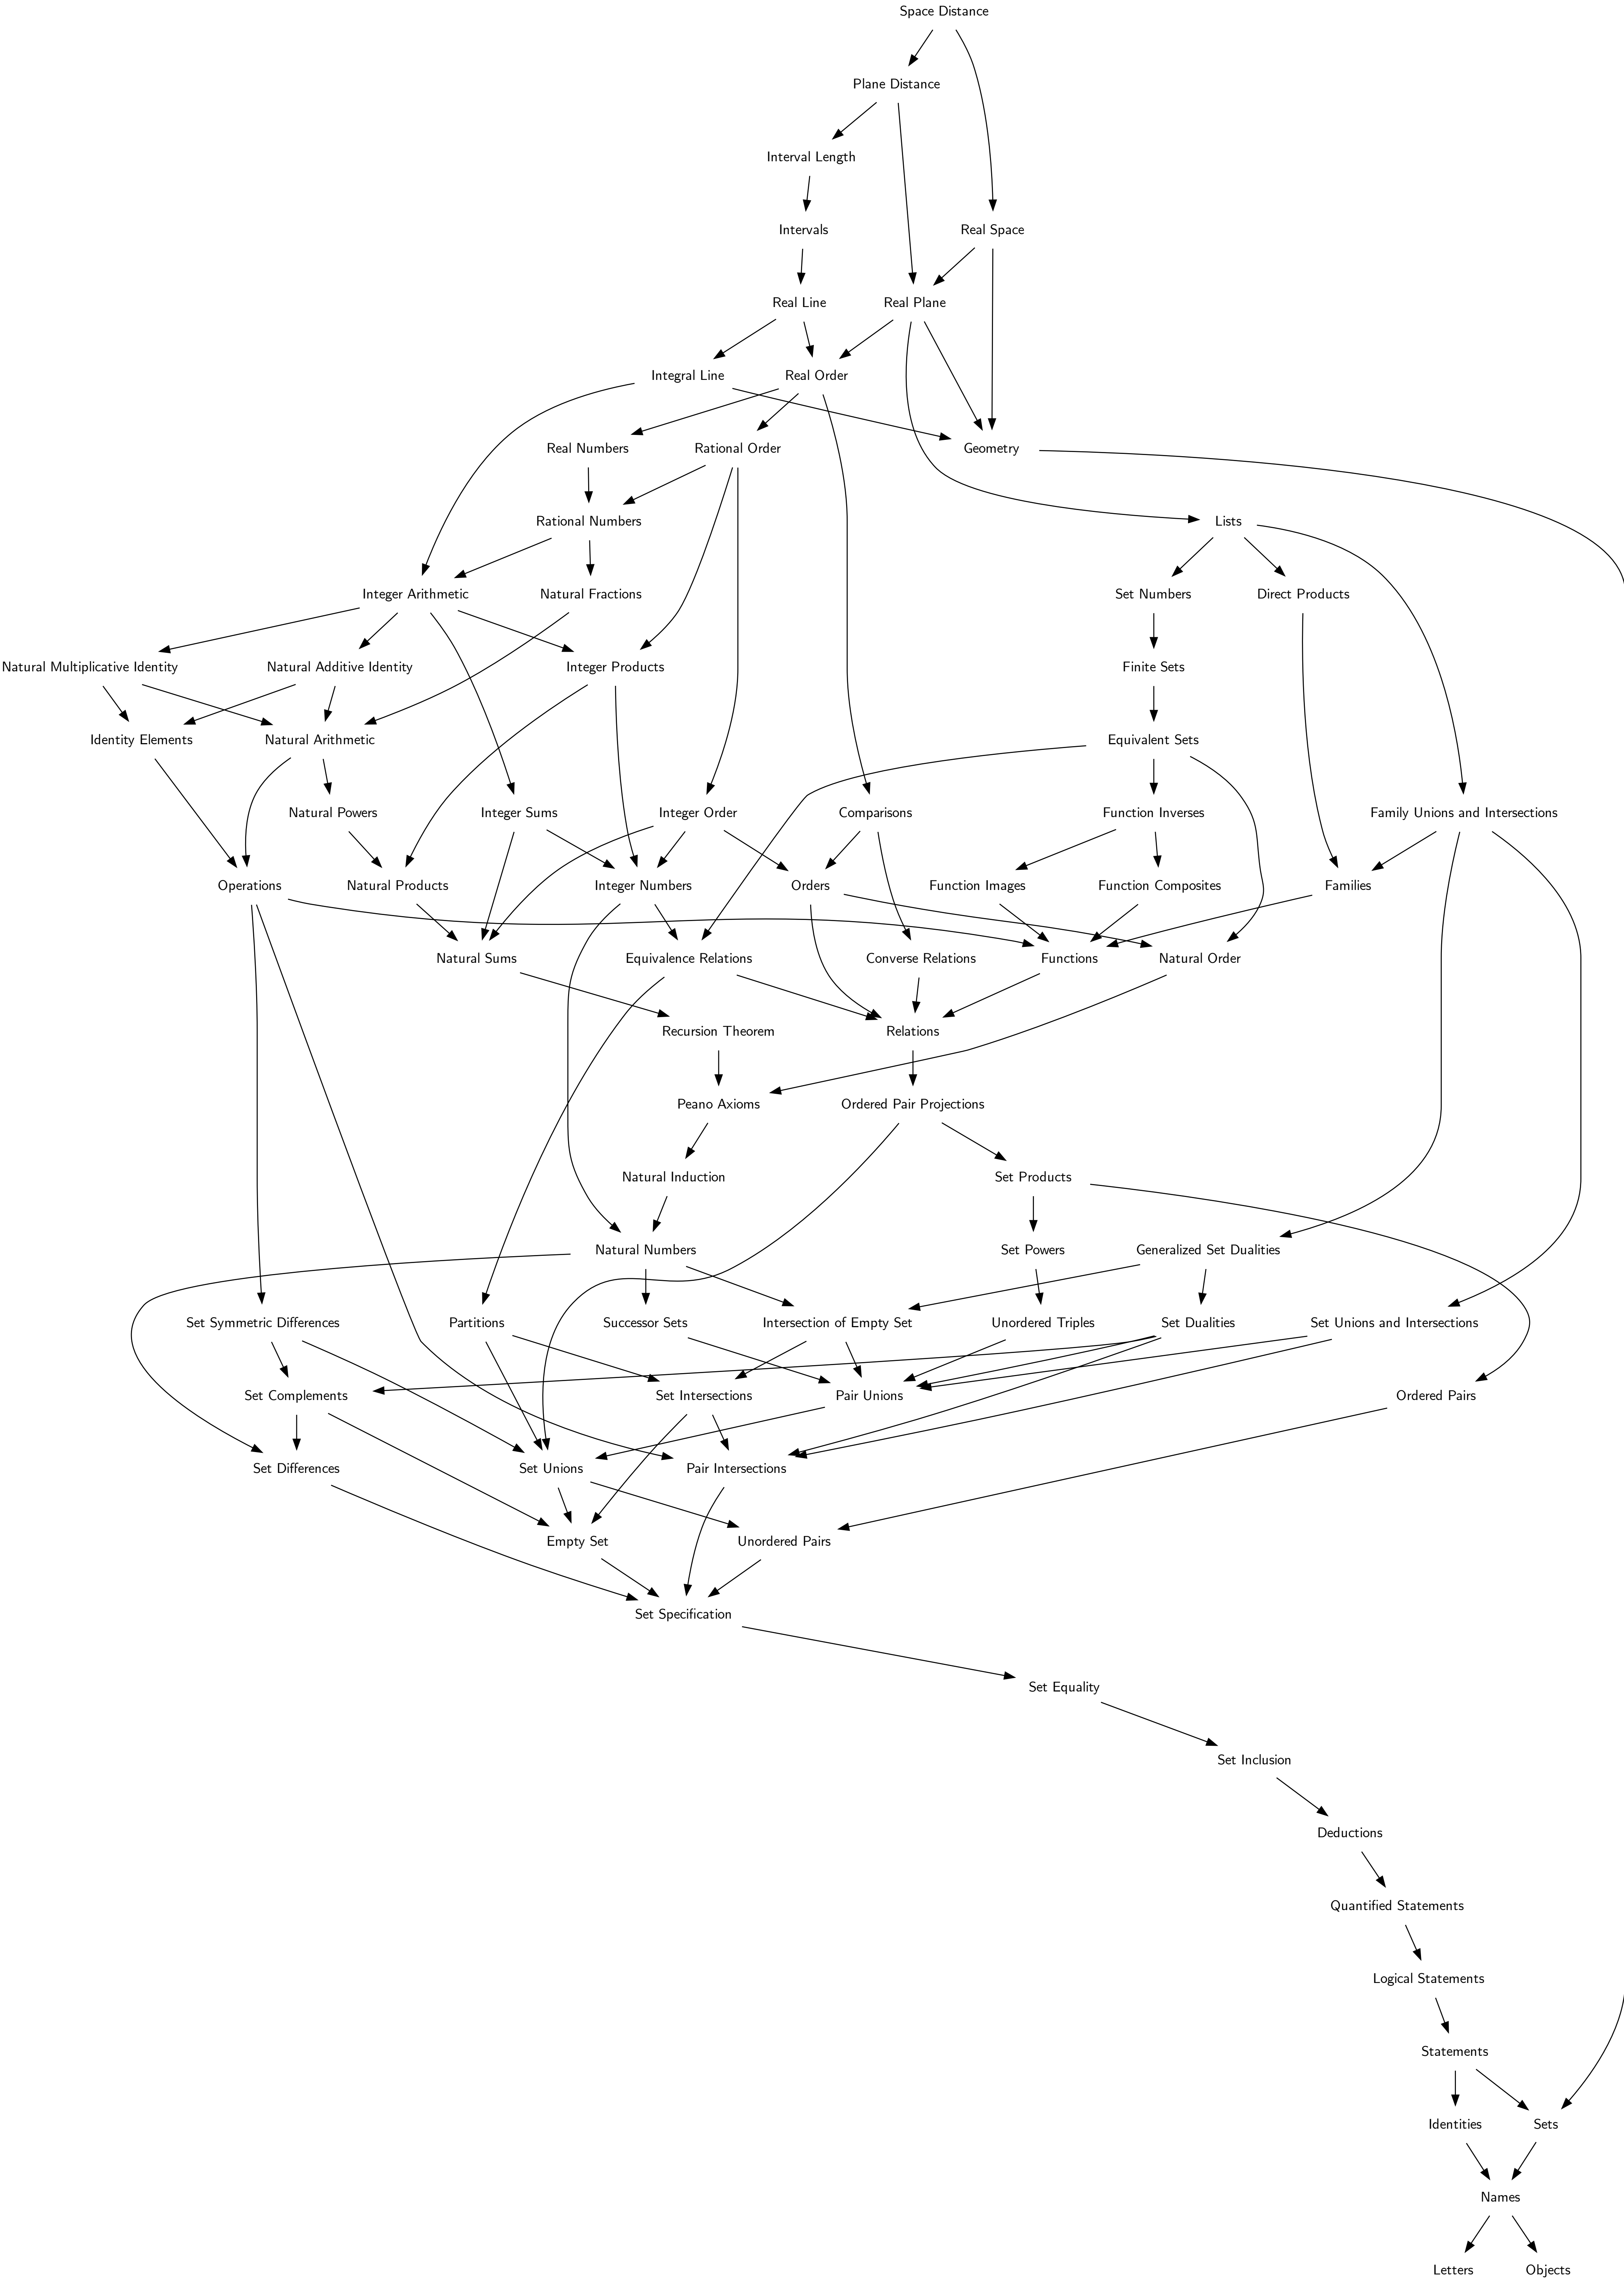 Space Distance
Plane Distance
Interval Length
Intervals
Real Space
Real Line
Real Plane
Integral Line
Real Order
Real Numbers
Rational Order
Geometry
Rational Numbers
Lists
Integer Arithmetic
Natural Fractions
Set Numbers
Direct Products
Natural Multiplicative Identity
Natural Additive Identity
Integer Products
Finite Sets
Identity Elements
Natural Arithmetic
Equivalent Sets
Natural Powers
Integer Sums
Integer Order
Comparisons
Function Inverses
Family Unions and Intersections
Operations
Natural Products
Integer Numbers
Orders
Function Images
Function Composites
Families
Natural Sums
Equivalence Relations
Converse Relations
Functions
Natural Order
Recursion Theorem
Relations
Peano Axioms
Ordered Pair Projections
Natural Induction
Set Products
Natural Numbers
Set Powers
Generalized Set Dualities
Set Symmetric Differences
Partitions
Successor Sets
Intersection of Empty Set
Unordered Triples
Set Dualities
Set Unions and Intersections
Set Complements
Set Intersections
Pair Unions
Ordered Pairs
Set Differences
Set Unions
Pair Intersections
Empty Set
Unordered Pairs
Set Specification
Set Equality
Set Inclusion
Deductions
Quantified Statements
Logical Statements
Statements
Identities
Sets
Names
Letters
Objects